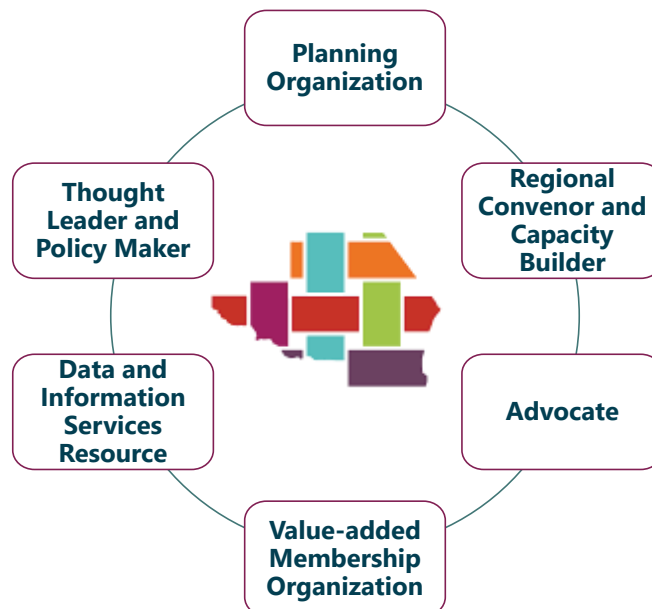 Planning
Organization
Regional
Convenor and
Capacity
Builder
Advocate
Value-added
Membership
Organization
Data and
Information
Services
Resource
Thought
Leader and
Policy Maker